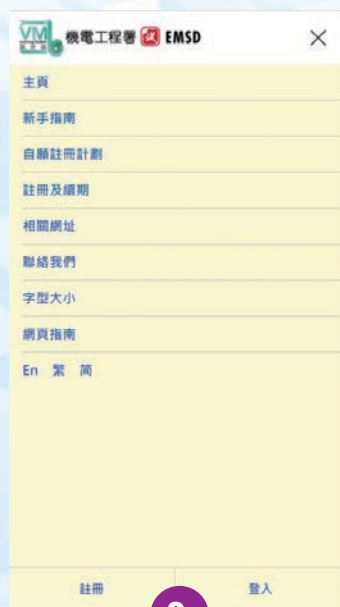 VM 機電工程署 EMSD
主頁
新手指南
自願註冊計劃
註冊及續期
相關網址
聯絡我們
字型大小
網頁指南
En 繁 简
註冊 登入